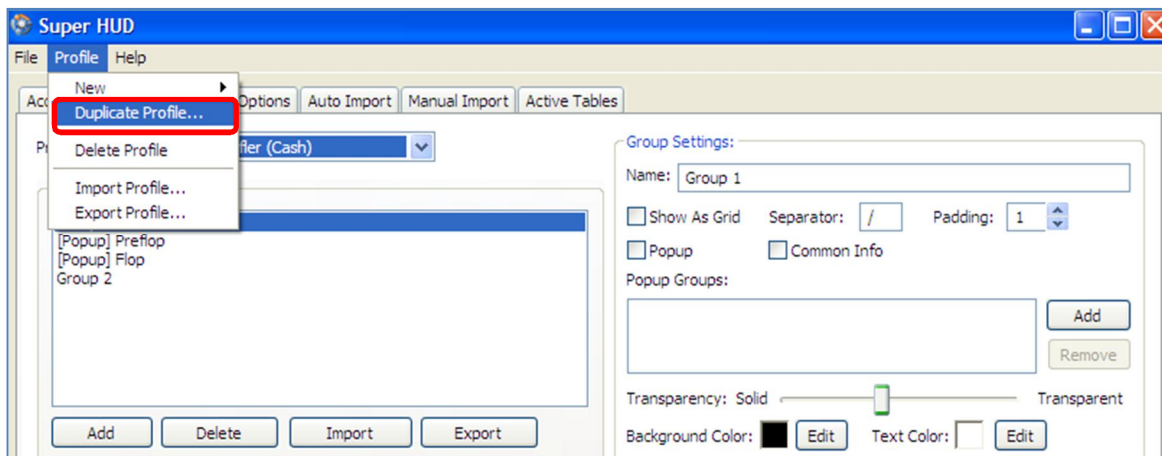 Super HUD
File Profile Help
New
Duplicate Profile...
Delete Profile
Import Profile...
Export Profile...
Options Auto Import Manual Import Active Tables
(Cash)
[Popup] Preflop
[Popup] Flop
Group 2
Add Delete Import Export
Group Settings:
Name: Group 1
Show As Grid Separator: / Padding: 1
Popup Common Info
Popup Groups:
Add
Remove
Transparency: Solid Transparent
Background Color: Edit Text Color: Edit